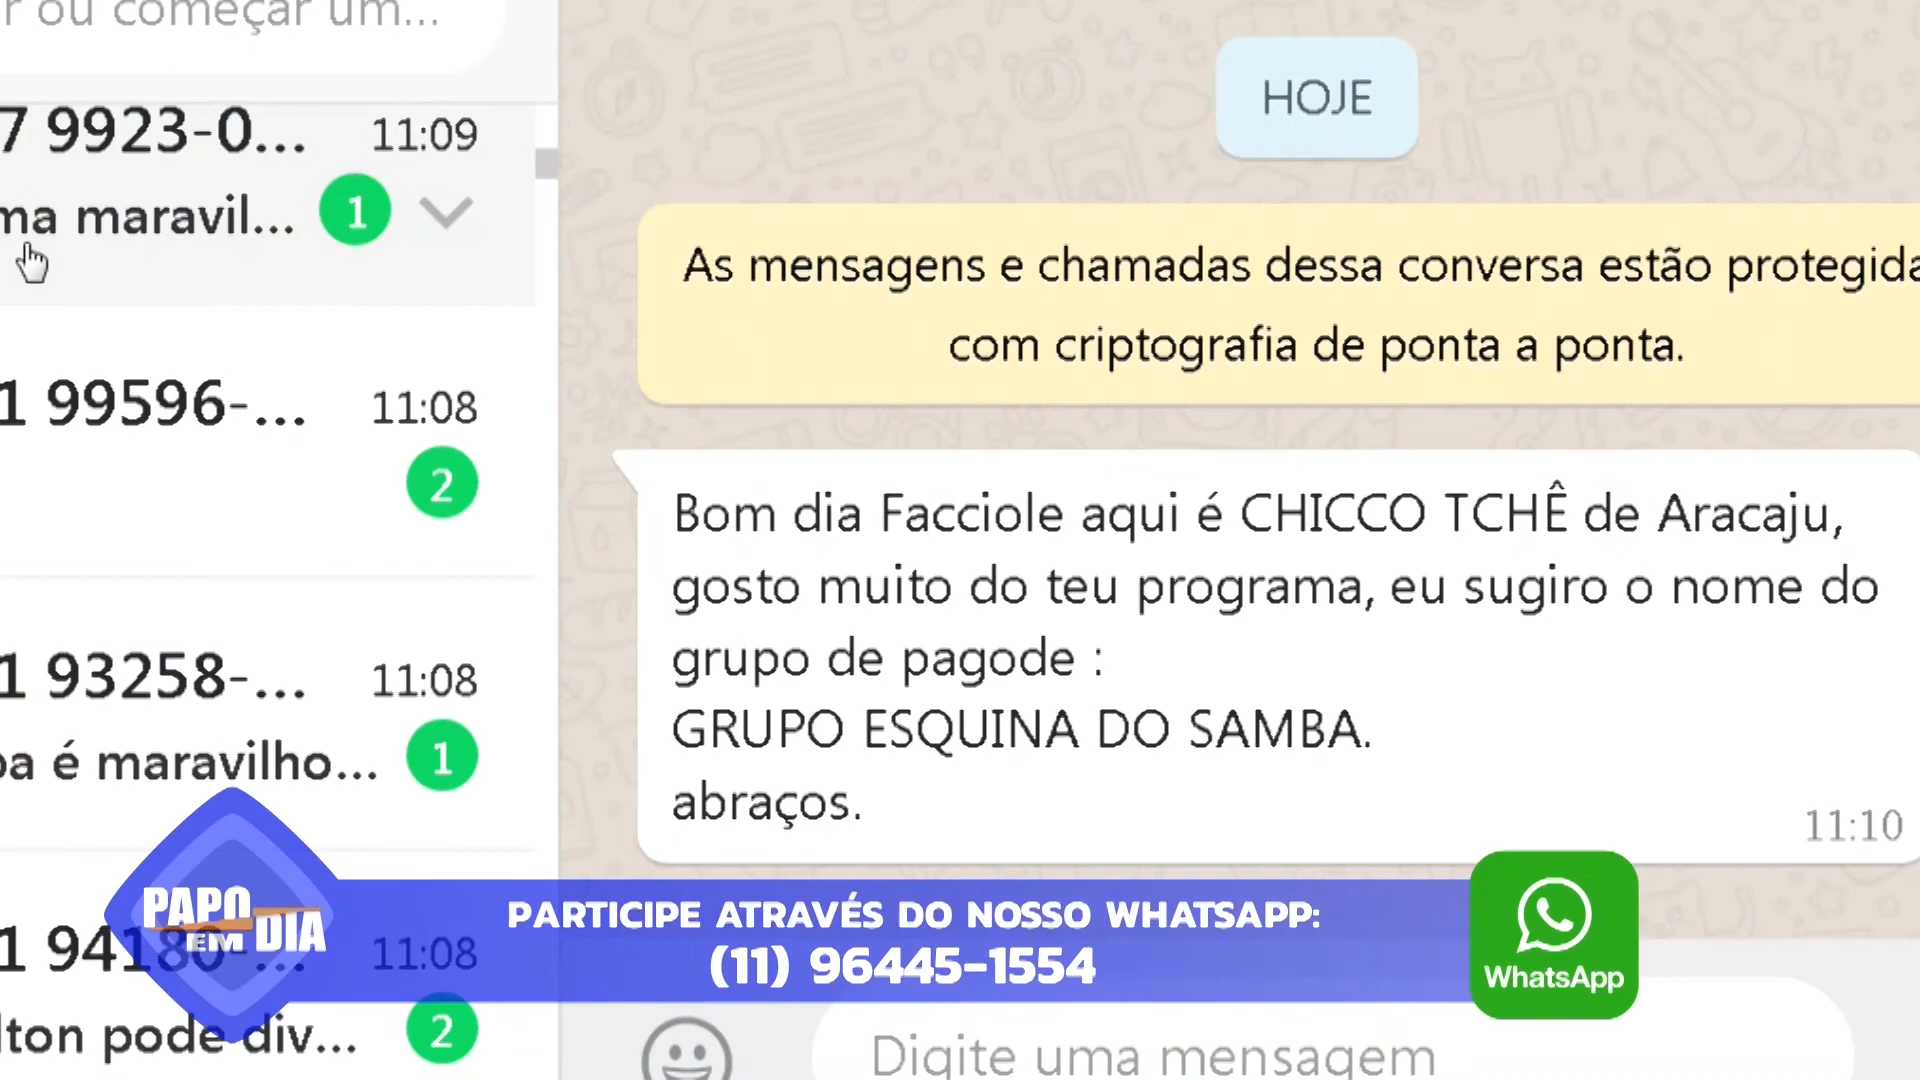 r ou começar um...
7 9923-0... 11:09
ma maravil... 1
1 99596-... 11:08
2
1 93258-... 11:08
ba é maravilho... 1
1 94180-... 11:08
lton pode div... 2
HOJE
As mensagens e chamadas dessa conversa estão protegida
com criptografia de ponta a ponta.
Bom dia Facciole aqui é CHICCO TCHÊ de Aracaju,
gosto muito do teu programa, eu sugiro o nome do
grupo de pagode :
GRUPO ESQUINA DO SAMBA.
abraços.
11:10
PAPO
EM DIA
PARTICIPE ATRAVÉS DO NOSSO WHATSAPP:
(11) 96445-1554
WhatsApp
Digite uma mensagem